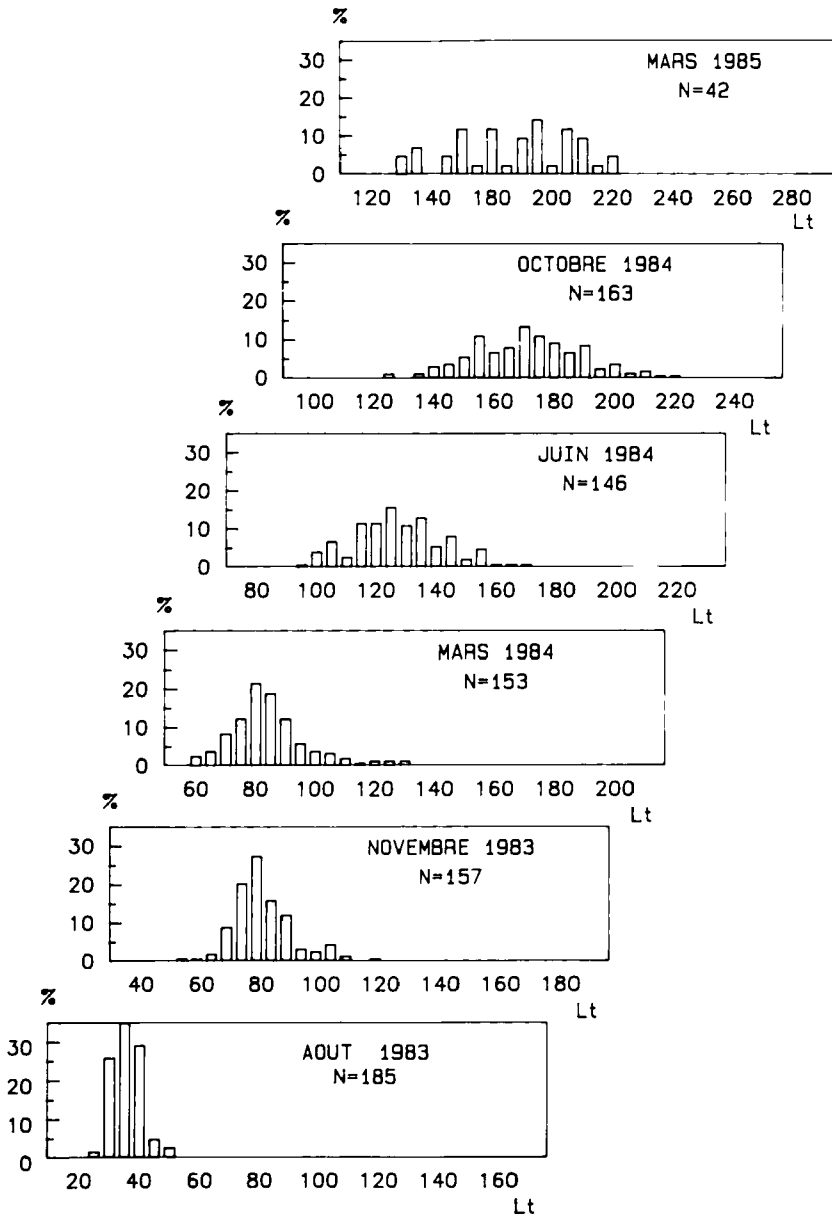 %
30
20
10
0
MARS 1985
N=42
120 140 160 180 200 220 240 260 280
Lt
%
30
20
10
0
OCTOBRE 1984
N=163
100 120 140 160 180 200 220 240
Lt
%
30
20
10
0
JUIN 1984
N=146
80 100 120 140 160 180 200 220
Lt
%
30
20
10
0
MARS 1984
N=153
60 80 100 120 140 160 180 200
Lt
%
30
20
10
0
NOVEMBRE 1983
N=157
40 60 80 100 120 140 160 180
Lt
%
30
20
10
0
AOUT 1983
N=185
20 40 60 80 100 120 140 160
Lt